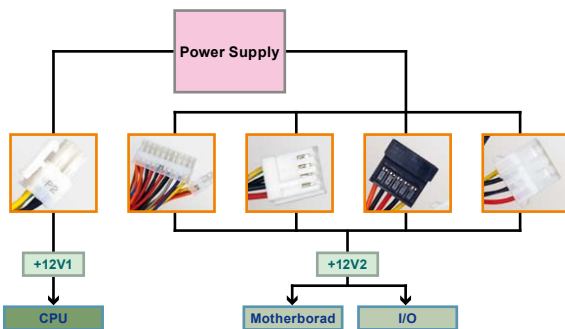 Power Supply
P2
+12V1
+12V2
CPU
Motherborad
I/O